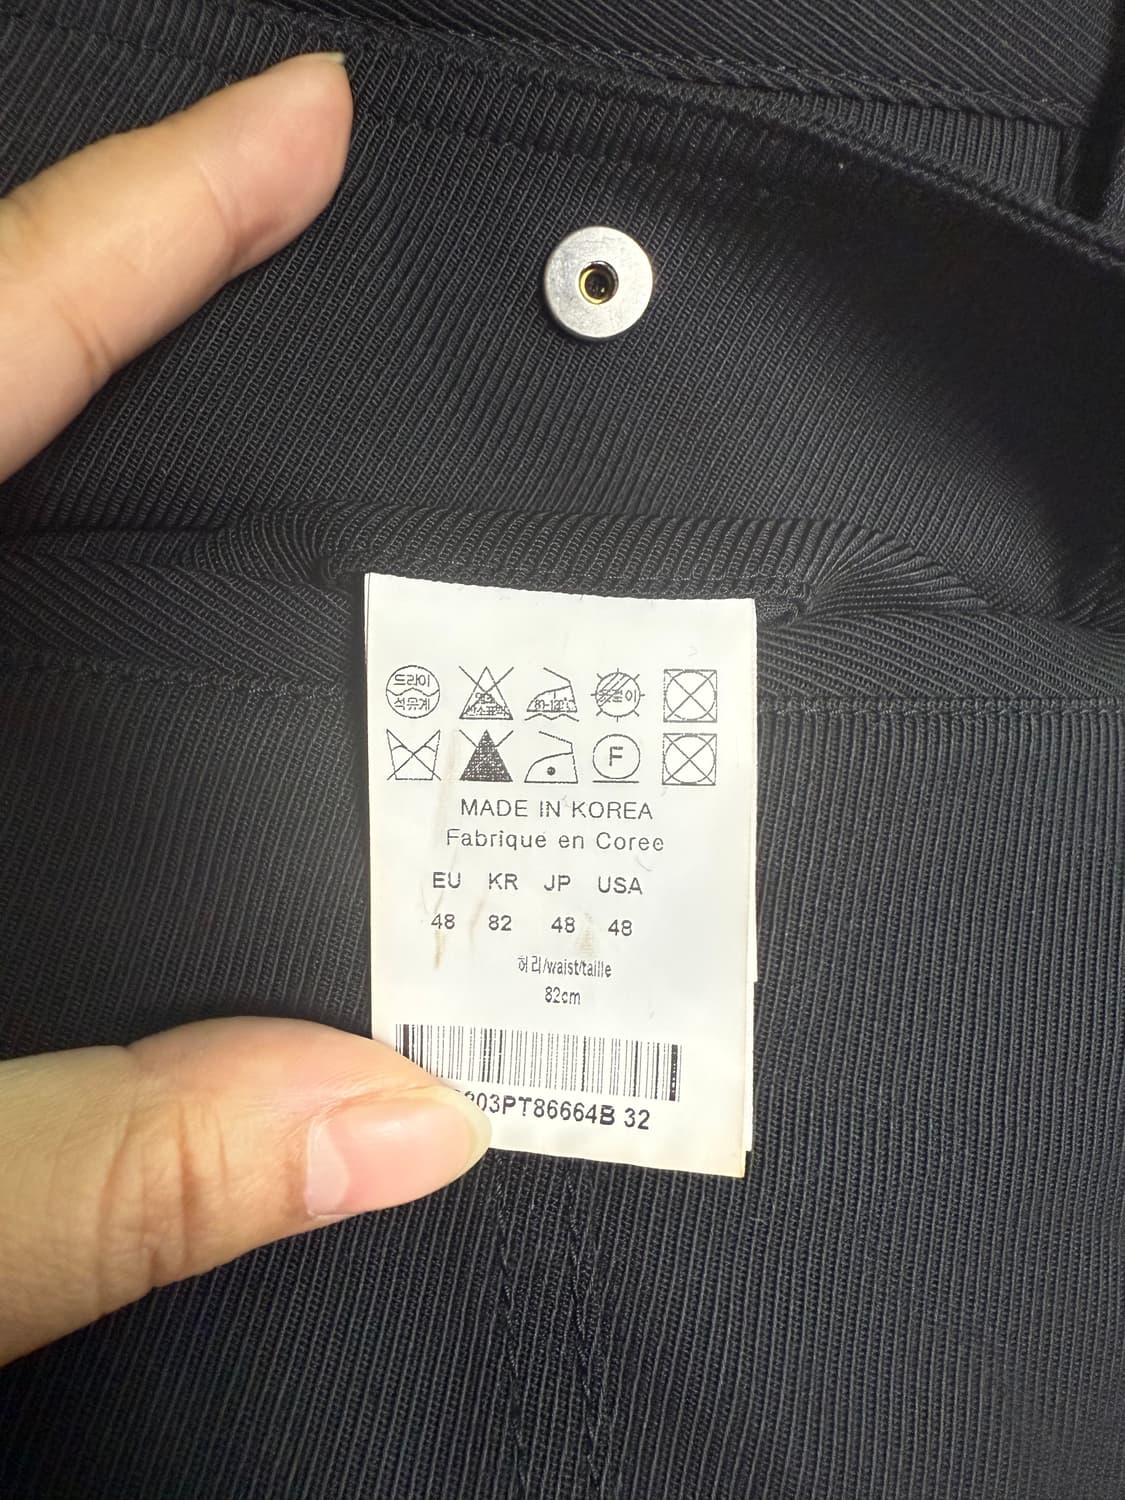 드라이
석유계
MADE IN KOREA
Fabrique en Coree
EU KR JP USA
48 82 48 48
허리/waist/taille
82cm
F
03PT86664B 32